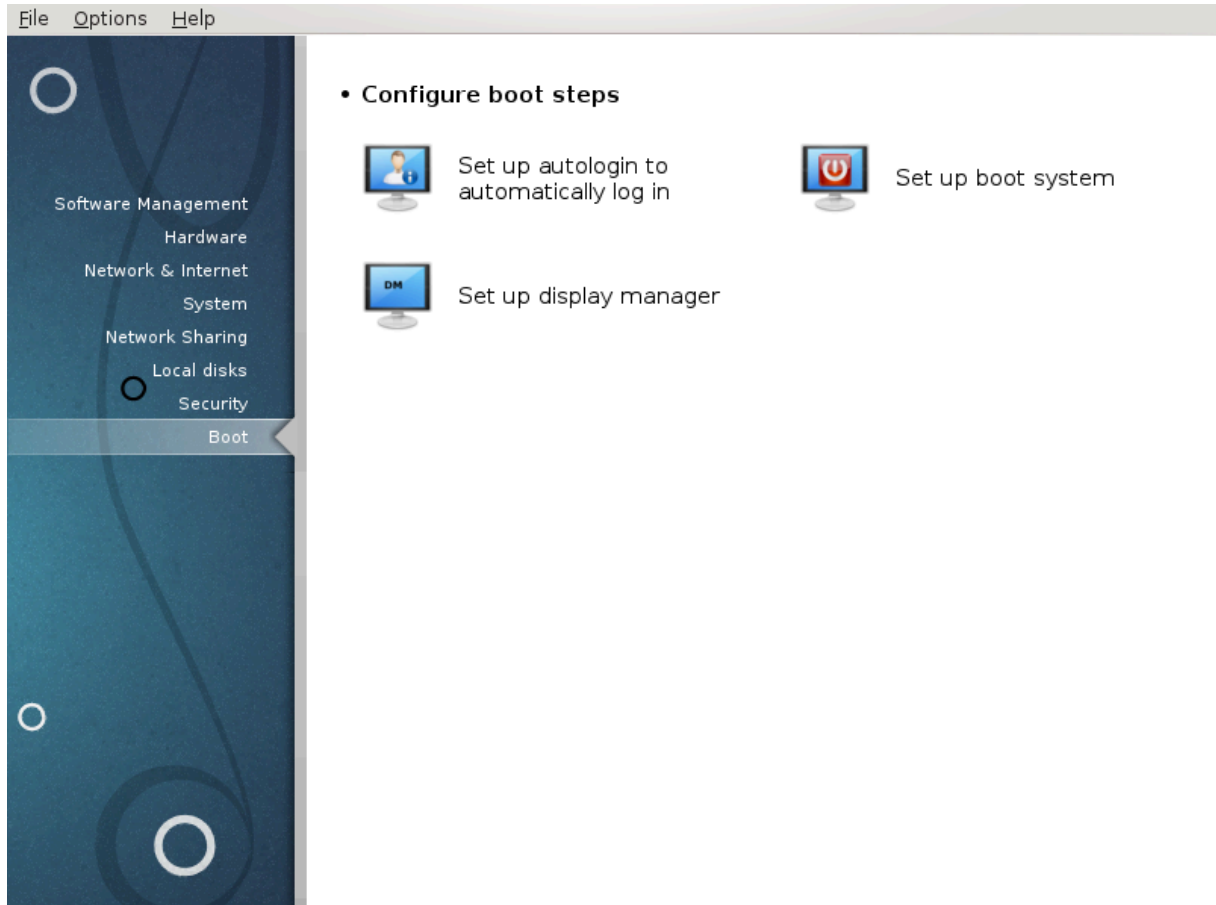 File Options Help
Software Management
Hardware
Network & Internet
System
Network Sharing
Local disks
Security
Boot
• Configure boot steps
Set up autologin to
automatically log in
Set up boot system
DM
Set up display manager